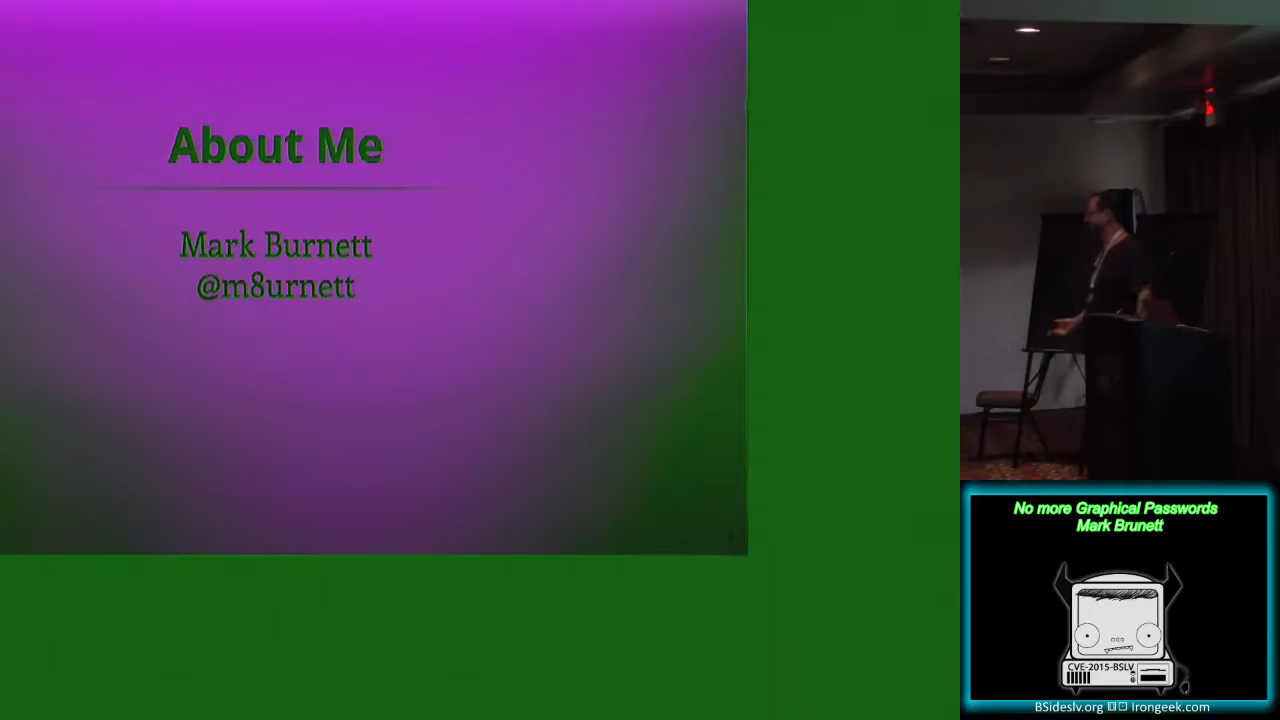 About Me
Mark Burnett
@m8urnett
No more Graphical Passwords
Mark Brunett
CVE-2015-BSLV
BSideslv.org Irongeek.com